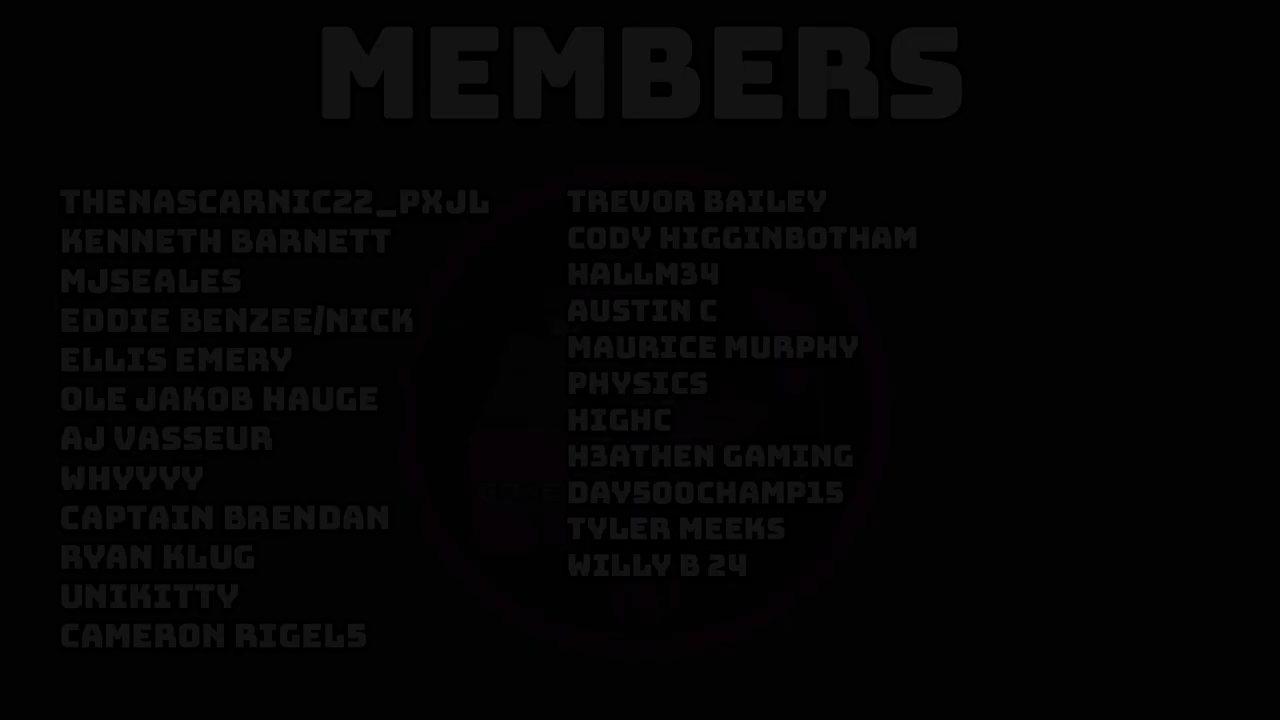 MEMBERS
THENASCARNIC22_PXJL
KENNETH BARNETT
MJSEALES
EDDIE BENZEE/NICK
ELLIS EMERY
OLE JAKOB HAUGE
AJ VASSEUR
WHYYYY
CAPTAIN BRENDAN
RYAN KLUG
UNIKITTY
CAMERON RIGEL5
TREVOR BAILEY
CODY HIGGINBOTHAM
HALLM34
AUSTIN C
MAURICE MURPHY
PHYSICS
HIGHC
H3ATHEN GAMING
DAY500CHAMP15
TYLER MEEKS
WILLY B 24